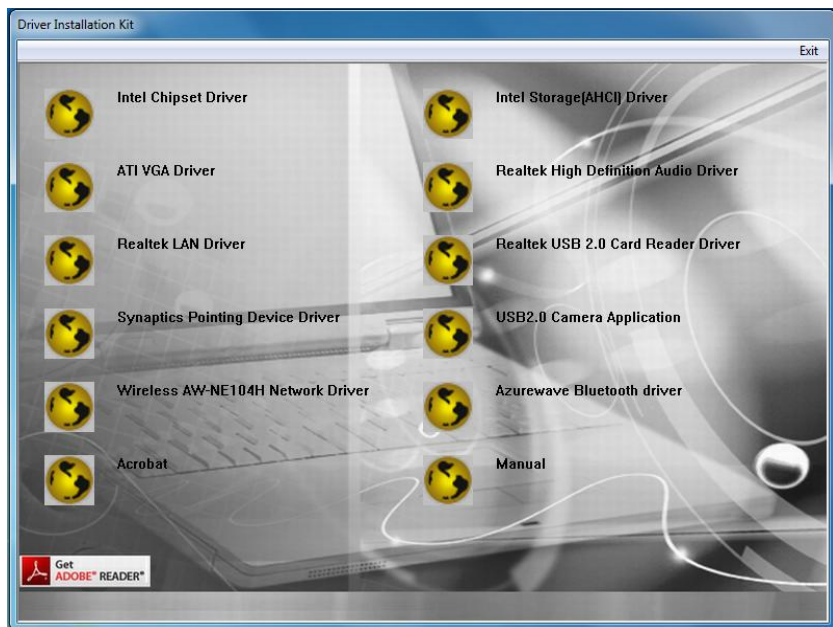 Driver Installation Kit
Exit
Intel Chipset Driver
Intel Storage(AHCI) Driver
ATI VGA Driver
Realtek High Definition Audio Driver
Realtek LAN Driver
Realtek USB 2.0 Card Reader Driver
Synaptics Pointing Device Driver
USB2.0 Camera Application
Wireless AW-NE104H Network Driver
Azurewave Bluetooth driver
Acrobat
Manual
Get
ADOBE® READER®